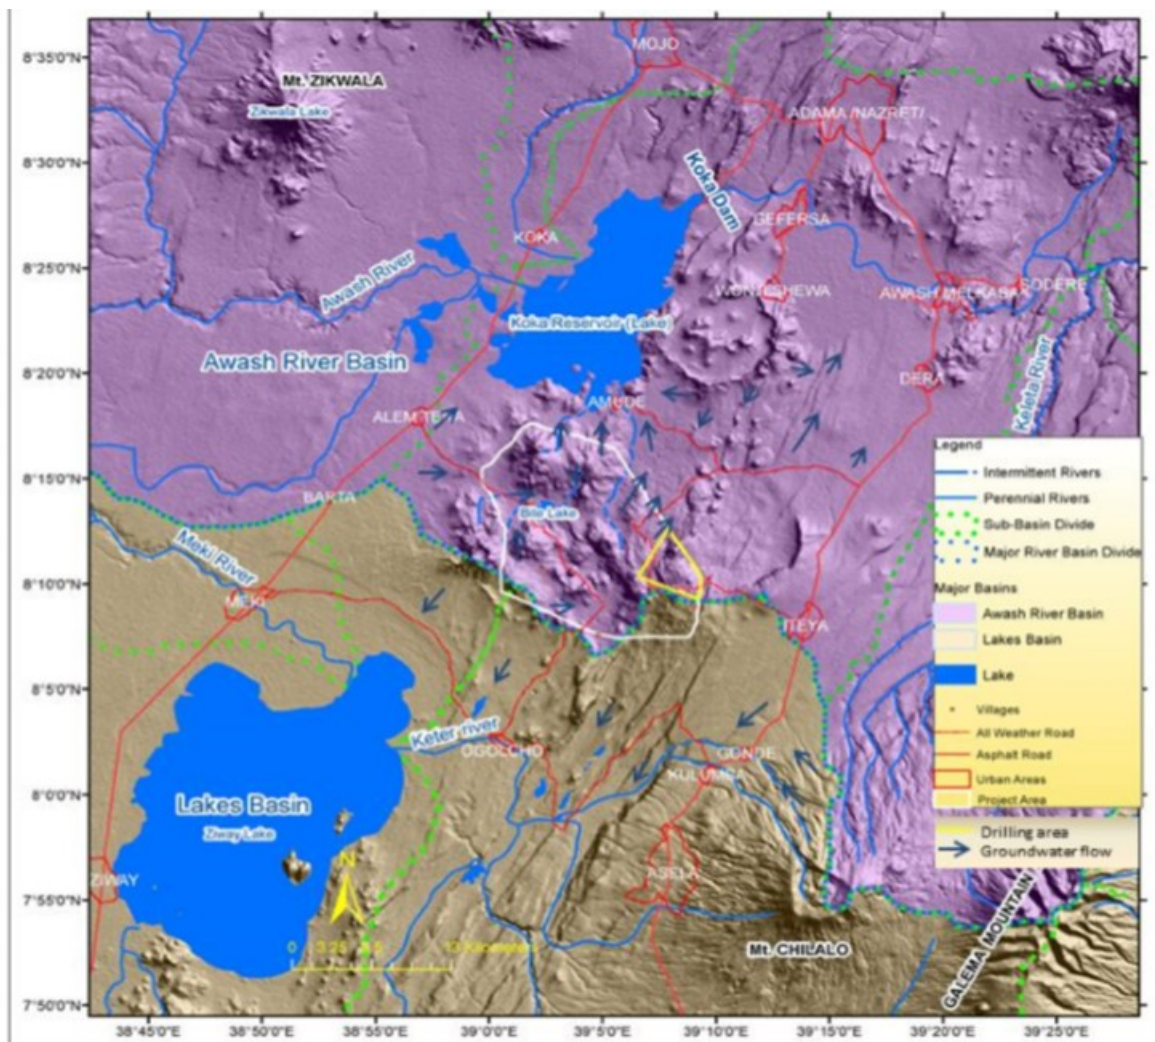 MOJO
8°35'0"N
Mt. ZIKWALA
Zikwala Lake
ADAMA /NAZRET/
8°30'0"N
Koka Dam
GEFERSA
KOKA
8°25'0"N
Awash River
WONJI SHEWA
AWASH MELKASA
SODERE
Koka Reservoir (Lake)
Awash River Basin
8°20'0"N
DERA
Keleta River
AMUDE
ALEM TENA
Legend
Intermittent Rivers
8°15'0"N
BARTA
Perennial Rivers
Bite Lake
Sub-Basin Divide
Meki River
Major River Basin Divide
8°10'0"N
Major Basins
Awash River Basin
ITEYA
Lakes Basin
Lake
8°5'0"N
Villages
Keter river
All Weather Road
OGOLCHO
GONDE
Asphalt Road
KULUMSA
Urban Areas
8°0'0"N
Lakes Basin
Project Area
Ziway Lake
Drilling area
Groundwater flow
N
ZIWAY
ASELA
7°55'0"N
GALEMA MOUNTAIN
Mt. CHILALO
7°50'0"N
38°45'0"E
38°50'0"E
38°55'0"E
39°0'0"E
39°5'0"E
39°10'0"E
39°15'0"E
39°20'0"E
39°25'0"E